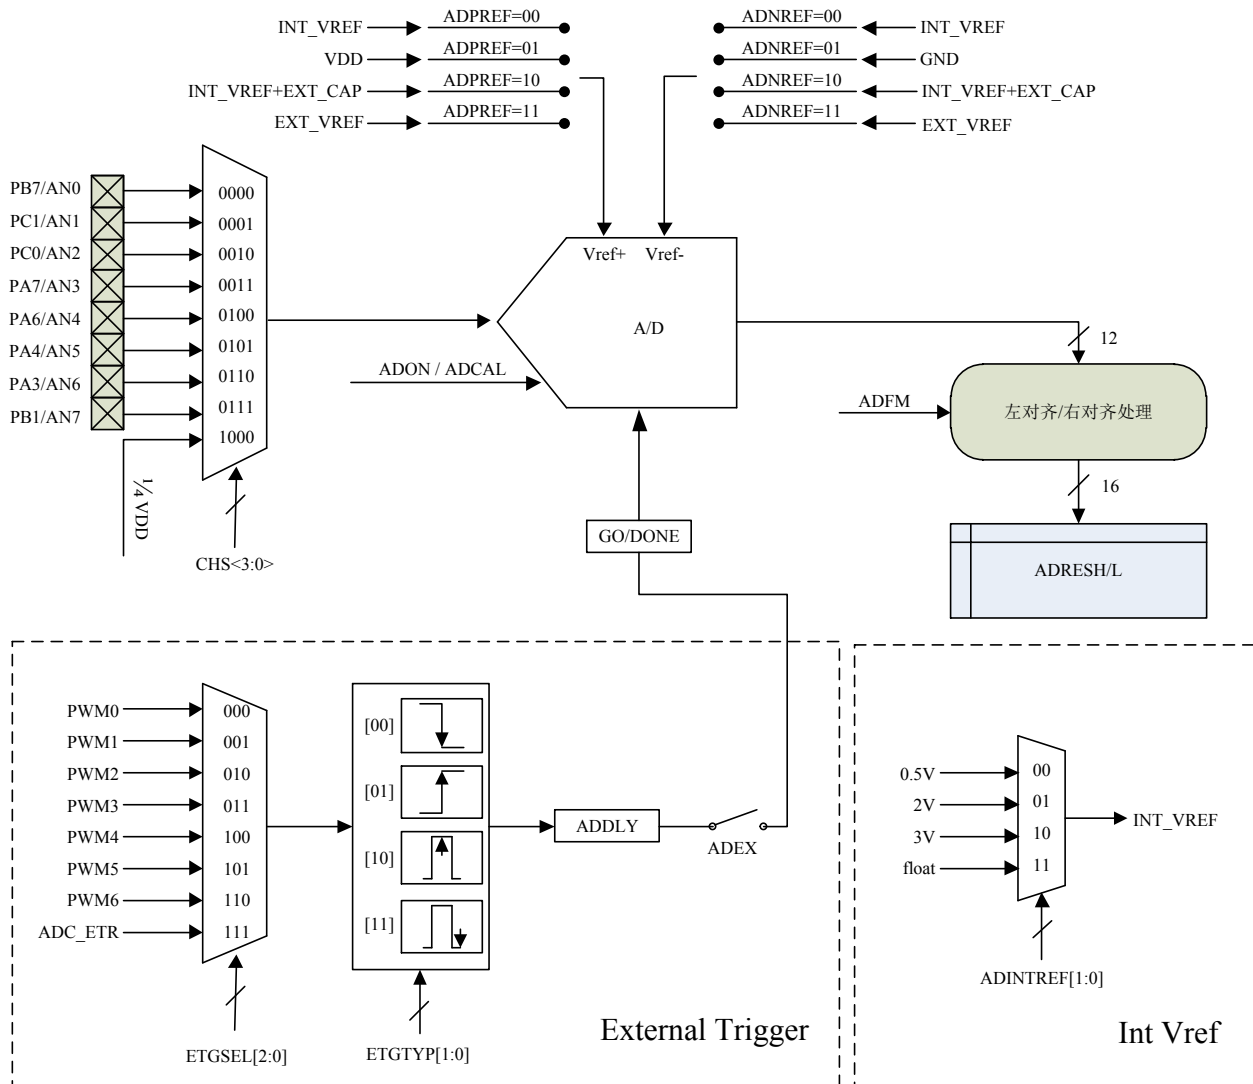 INT_VREF ADPREF=00 ADNREF=00 INT_VREF
VDD ADPREF=01 ADNREF=01 GND
INT_VREF+EXT_CAP ADPREF=10 ADNREF=10 INT_VREF+EXT_CAP
EXT_VREF ADPREF=11 ADNREF=11 EXT_VREF
PB7/AN0 0000
PC1/AN1 0001
PC0/AN2 0010
PA7/AN3 0011
PA6/AN4 0100
PA4/AN5 0101
PA3/AN6 0110
PB1/AN7 0111
1000
¼ VDD
CHS<3:0>
Vref+ Vref-
A/D
ADON / ADCAL
GO/DONE
12
ADFM
左对齐/右对齐处理
16
ADRESH/L
PWM0 000
PWM1 001
PWM2 010
PWM3 011
PWM4 100
PWM5 101
PWM6 110
ADC_ETR 111
ETGSEL[2:0]
[00]
[01]
[10]
[11]
ETGTYP[1:0]
ADDLY
ADEX
External Trigger
0.5V 00
2V 01
3V 10
float 11
INT_VREF
ADINTREF[1:0]
Int Vref